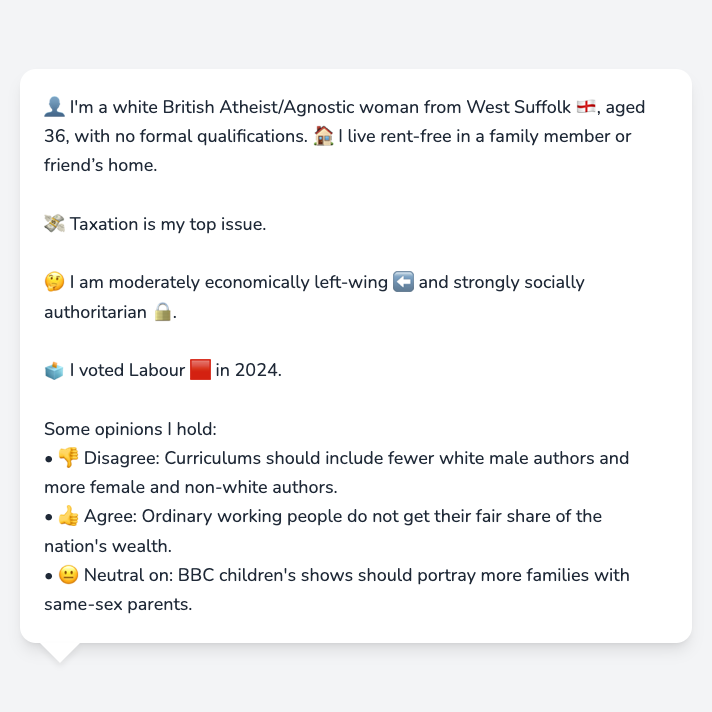 👤 I'm a white British Atheist/Agnostic woman from West Suffolk 🏴󠁧󠁢󠁥󠁮󠁧󠁿, aged
36, with no formal qualifications. 🏠 I live rent-free in a family member or
friend’s home.
💸 Taxation is my top issue.
🤔 I am moderately economically left-wing ⬅️ and strongly socially
authoritarian 🔒.
🗳️ I voted Labour 🟥 in 2024.
Some opinions I hold:
• 👎 Disagree: Curriculums should include fewer white male authors and
more female and non-white authors.
• 👍 Agree: Ordinary working people do not get their fair share of the
nation's wealth.
• 😐 Neutral on: BBC children's shows should portray more families with
same-sex parents.